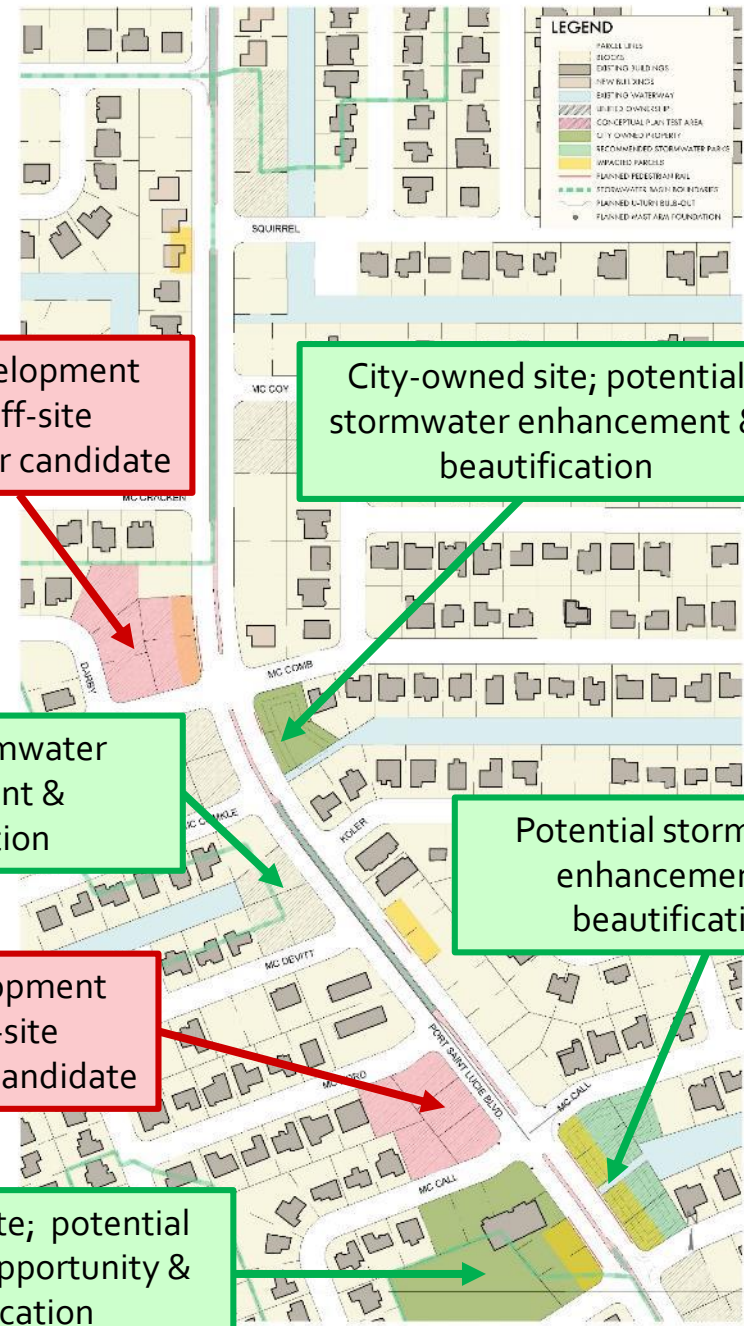 LEGEND
PARCEL LINES
BLOCKS
EXISTING BUILDINGS
NEW BUILDINGS
EXISTING WATERWAY
UNIFIED OWNERSHIP
CONCEPTUAL PLAN TEST AREA
CITY OWNED PROPERTY
RECOMMENDED STORMWATER PARKS
IMPACTED PARCELS
PLANNED PEDESTRIAN RAIL
STORMWATER BASIN BOUNDARIES
PLANNED U-TURN BULB-OUT
PLANNED MAST ARM FOUNDATION
SQUIRREL
elopment
ff-site
r candidate
MC COY
City-owned site; potential
stormwater enhancement &
beautification
MC CRACKEN
DARBY
MC COMB
mwater
nt &
tion
KOLER
Potential storm
enhancemen
beautificati
MC DEVITT
opment
-site
andidate
PORT SAINT LUCIE BLVD.
MC CALL
MC CALL
te; potential
pportunity &
cation